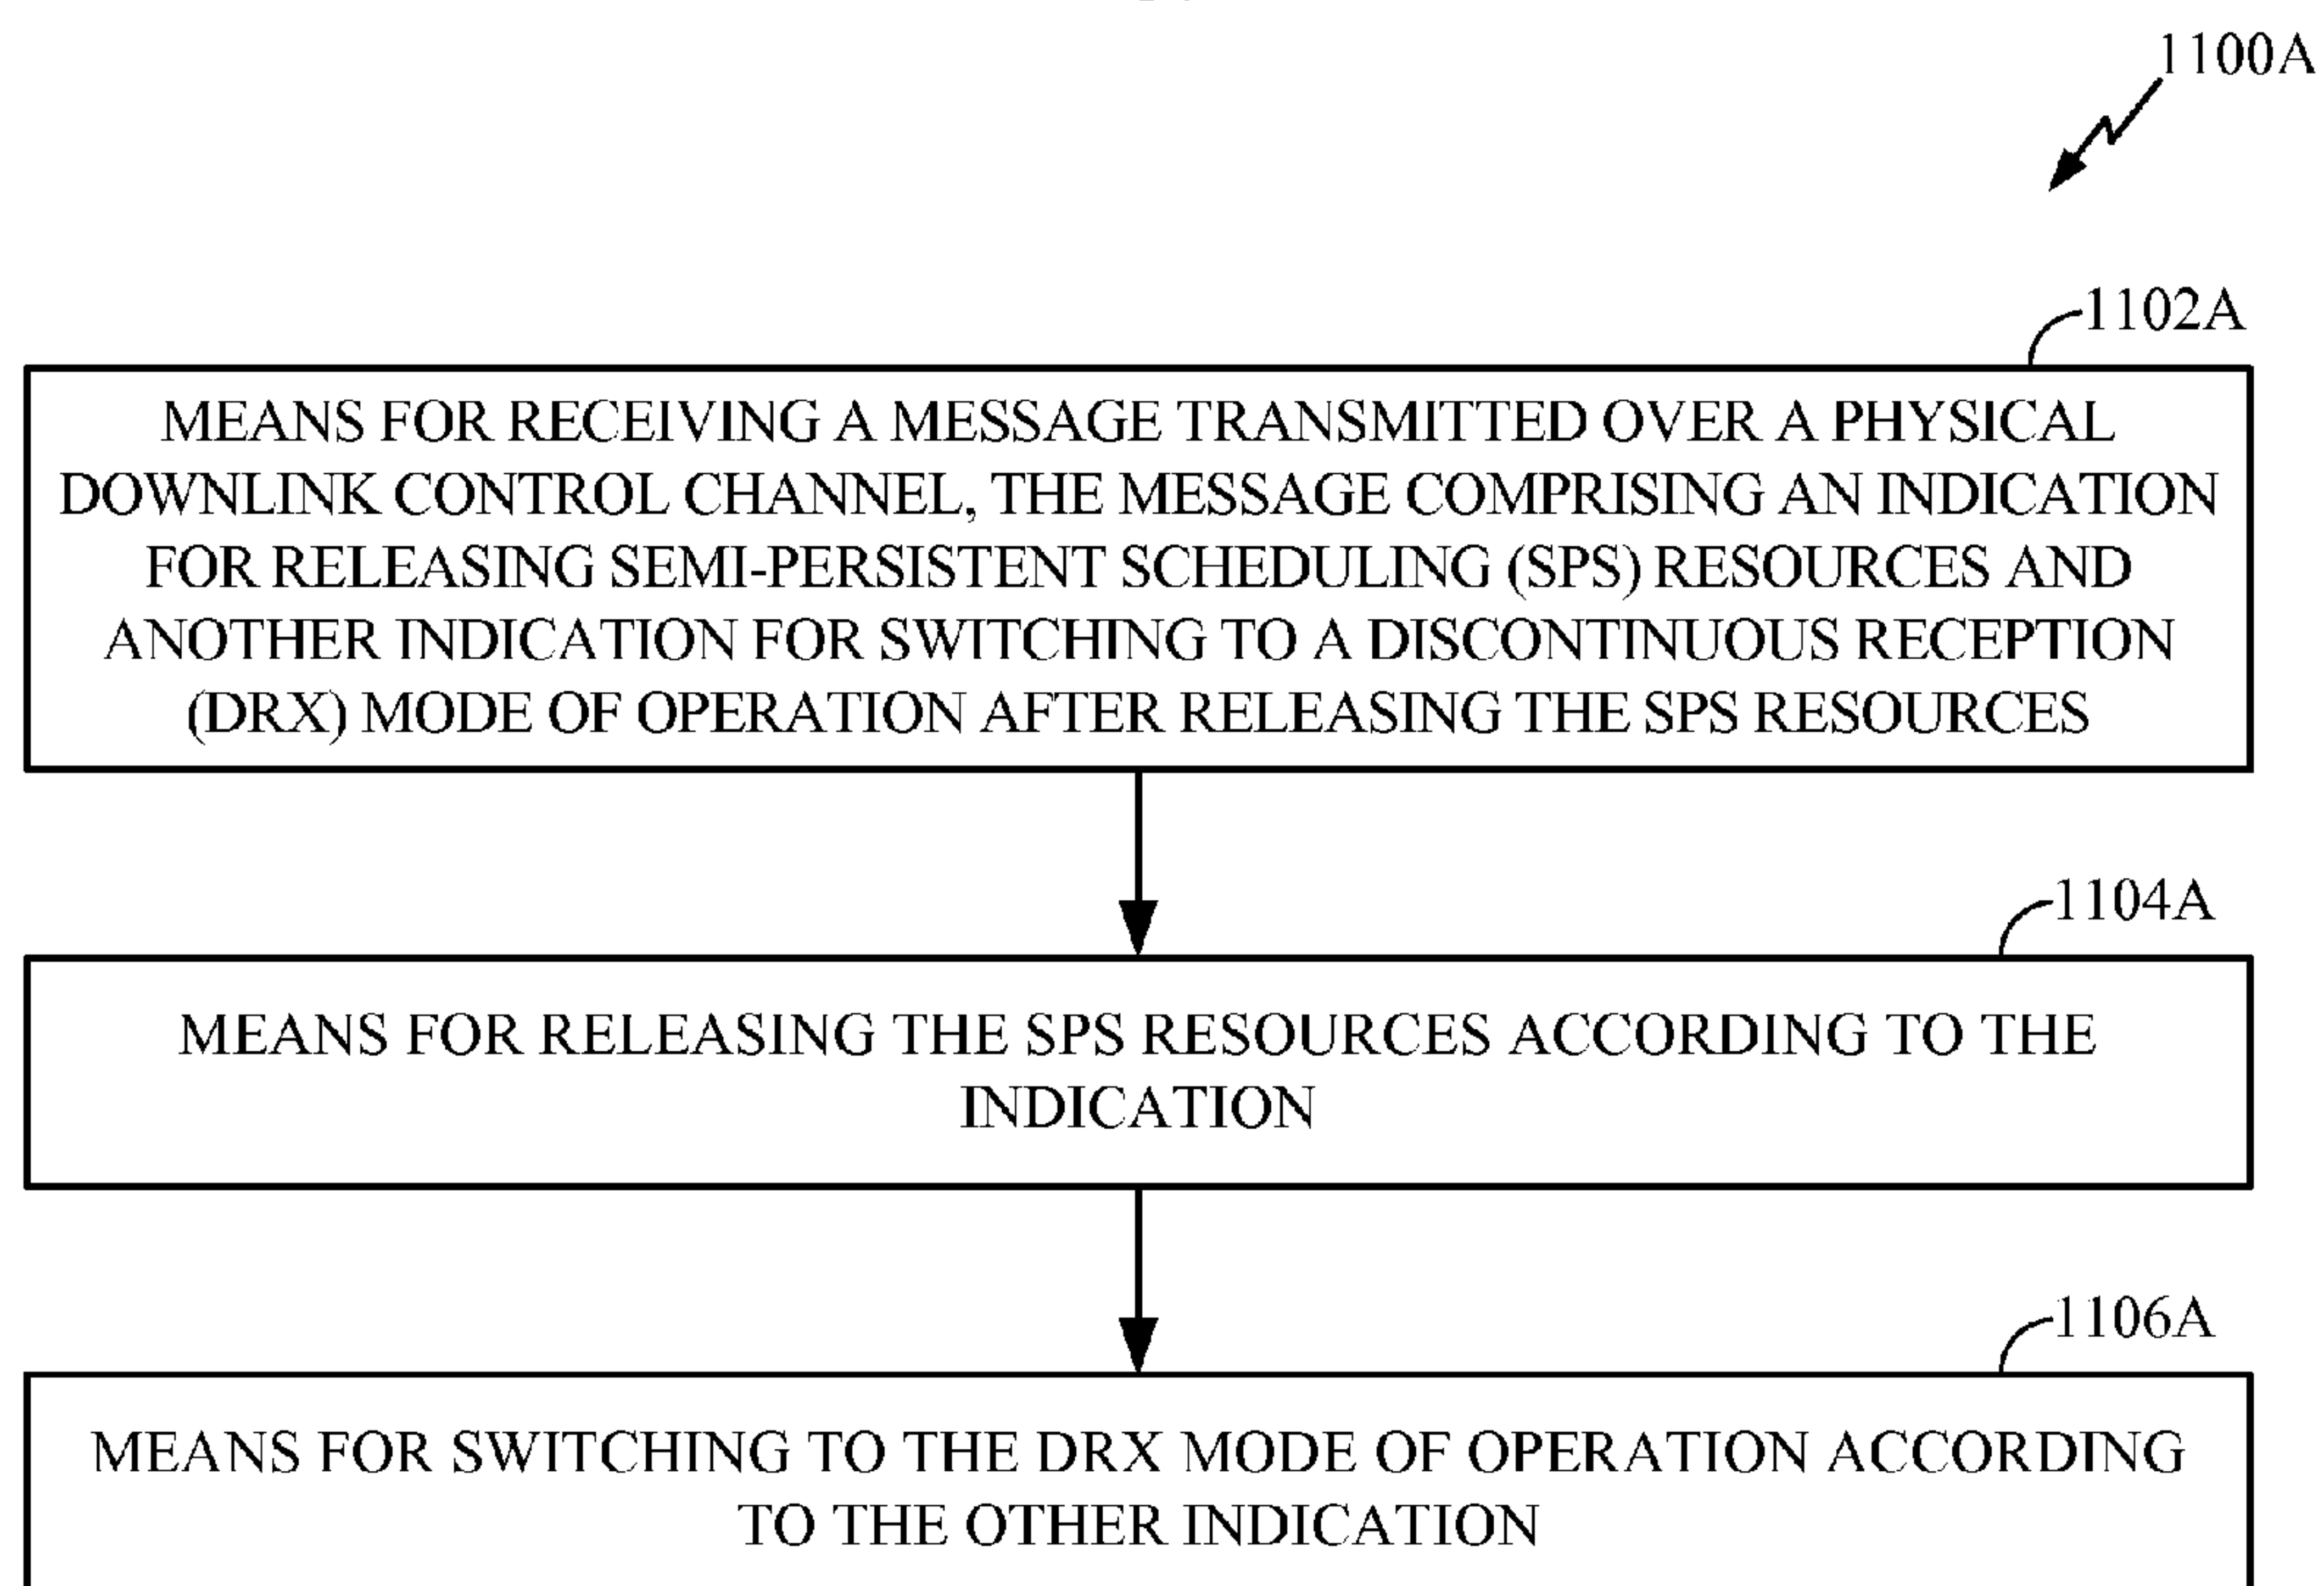 1100A
1102A
MEANS FOR RECEIVING A MESSAGE TRANSMITTED OVER A PHYSICAL
DOWNLINK CONTROL CHANNEL, THE MESSAGE COMPRISING AN INDICATION
FOR RELEASING SEMI-PERSISTENT SCHEDULING (SPS) RESOURCES AND
ANOTHER INDICATION FOR SWITCHING TO A DISCONTINUOUS RECEPTION
(DRX) MODE OF OPERATION AFTER RELEASING THE SPS RESOURCES
1104A
MEANS FOR RELEASING THE SPS RESOURCES ACCORDING TO THE
INDICATION
1106A
MEANS FOR SWITCHING TO THE DRX MODE OF OPERATION ACCORDING
TO THE OTHER INDICATION